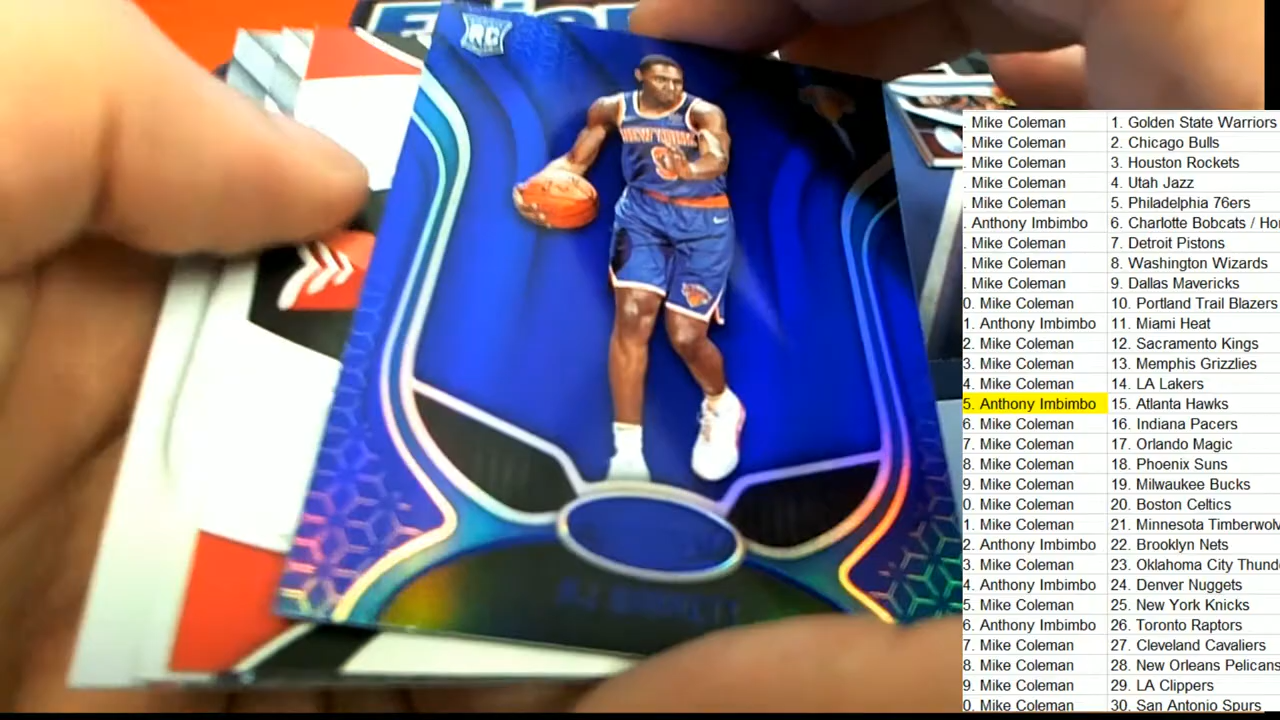 RC
NEW YORK
9
. Mike Coleman 1. Golden State Warriors
. Mike Coleman 2. Chicago Bulls
. Mike Coleman 3. Houston Rockets
. Mike Coleman 4. Utah Jazz
. Mike Coleman 5. Philadelphia 76ers
. Anthony Imbimbo 6. Charlotte Bobcats / Ho
. Mike Coleman 7. Detroit Pistons
. Mike Coleman 8. Washington Wizards
. Mike Coleman 9. Dallas Mavericks
0. Mike Coleman 10. Portland Trail Blazers
1. Anthony Imbimbo 11. Miami Heat
2. Mike Coleman 12. Sacramento Kings
3. Mike Coleman 13. Memphis Grizzlies
4. Mike Coleman 14. LA Lakers
5. Anthony Imbimbo 15. Atlanta Hawks
6. Mike Coleman 16. Indiana Pacers
7. Mike Coleman 17. Orlando Magic
8. Mike Coleman 18. Phoenix Suns
9. Mike Coleman 19. Milwaukee Bucks
0. Mike Coleman 20. Boston Celtics
1. Mike Coleman 21. Minnesota Timberwolv
2. Anthony Imbimbo 22. Brooklyn Nets
3. Mike Coleman 23. Oklahoma City Thund
4. Anthony Imbimbo 24. Denver Nuggets
5. Mike Coleman 25. New York Knicks
6. Anthony Imbimbo 26. Toronto Raptors
7. Mike Coleman 27. Cleveland Cavaliers
8. Mike Coleman 28. New Orleans Pelicans
9. Mike Coleman 29. LA Clippers
0. Mike Coleman 30. San Antonio Spurs